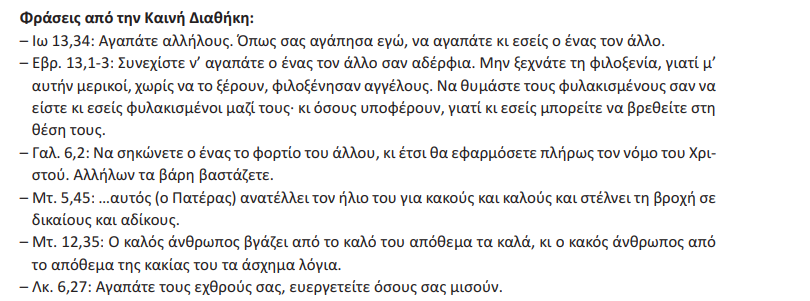 Φράσεις από την Καινή Διαθήκη:
– Ιω 13,34: Αγαπάτε αλλήλους. Όπως σας αγάπησα εγώ, να αγαπάτε κι εσείς ο ένας τον άλλο.
– Εβρ. 13,1-3: Συνεχίστε ν’ αγαπάτε ο ένας τον άλλο σαν αδέρφια. Μην ξεχνάτε τη φιλοξενία, γιατί μ’
αυτήν μερικοί, χωρίς να το ξέρουν, φιλοξένησαν αγγέλους. Να θυμάστε τους φυλακισμένους σαν να
είστε κι εσείς φυλακισμένοι μαζί τους· κι όσους υποφέρουν, γιατί κι εσείς μπορείτε να βρεθείτε στη
θέση τους.
– Γαλ. 6,2: Να σηκώνετε ο ένας το φορτίο του άλλου, κι έτσι θα εφαρμόσετε πλήρως τον νόμο του Χρι-
στού. Αλλήλων τα βάρη βαστάζετε.
– Μτ. 5,45: …αυτός (ο Πατέρας) ανατέλλει τον ήλιο του για κακούς και καλούς και στέλνει τη βροχή σε
δικαίους και αδίκους.
– Μτ. 12,35: Ο καλός άνθρωπος βγάζει από το καλό του απόθεμα τα καλά, κι ο κακός άνθρωπος από
το απόθεμα της κακίας του τα άσχημα λόγια.
– Λκ. 6,27: Αγαπάτε τους εχθρούς σας, ευεργετείτε όσους σας μισούν.